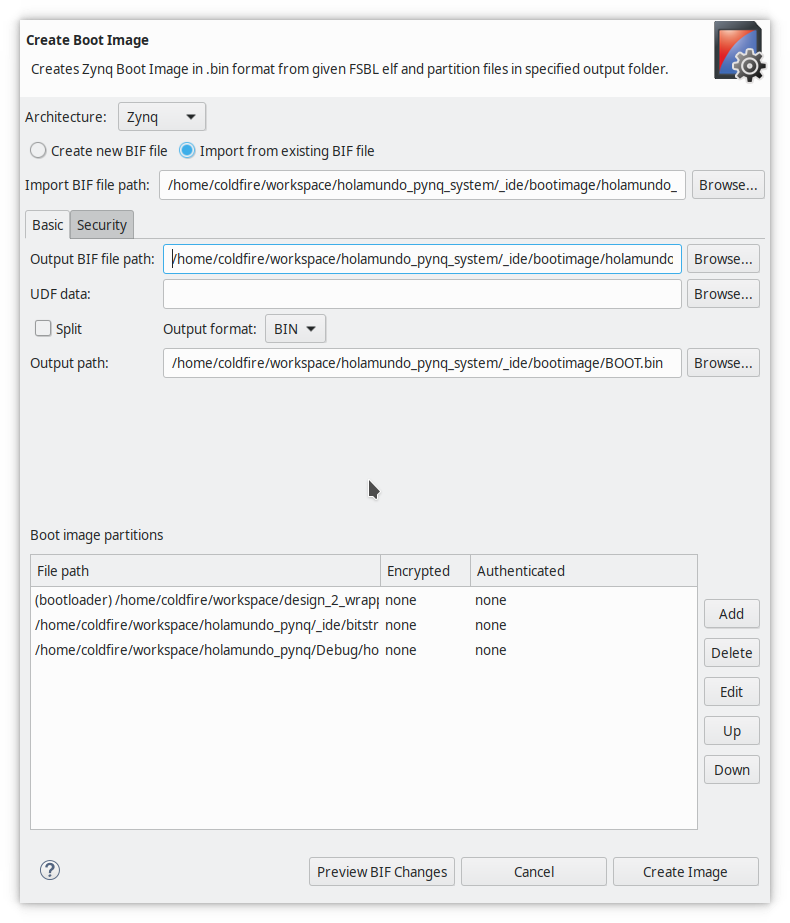 Create Boot Image
Creates Zynq Boot Image in .bin format from given FSBL elf and partition files in specified output folder.
Architecture: Zynq
Create new BIF file Import from existing BIF file
Import BIF file path: /home/coldfire/workspace/holamundo_pynq_system/_ide/bootimage/holamundo_ Browse...
Basic Security
Output BIF file path: /home/coldfire/workspace/holamundo_pynq_system/_ide/bootimage/holamundo Browse...
UDF data: Browse...
Split Output format: BIN
Output path: /home/coldfire/workspace/holamundo_pynq_system/_ide/bootimage/BOOT.bin Browse...
Boot image partitions
File path Encrypted Authenticated
(bootloader) /home/coldfire/workspace/design_2_wrapp none none
/home/coldfire/workspace/holamundo_pynq/_ide/bitstr none none
/home/coldfire/workspace/holamundo_pynq/Debug/ho none none
Add
Delete
Edit
Up
Down
? Preview BIF Changes Cancel Create Image